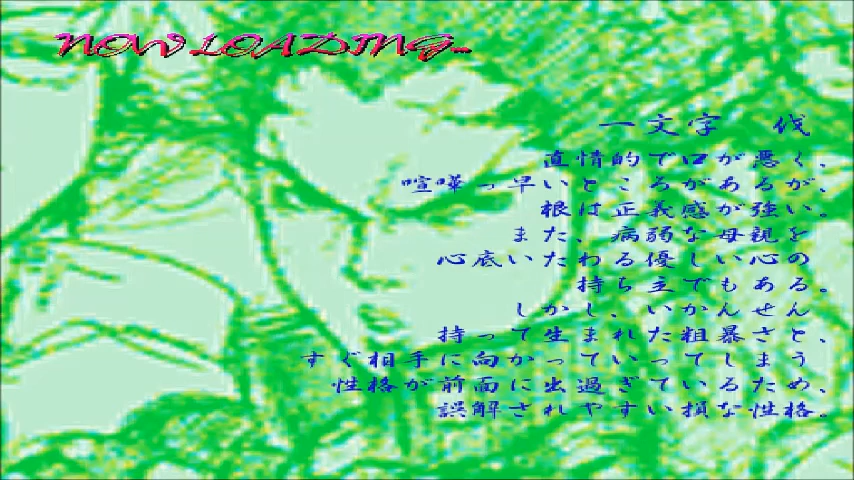 NOW LOADING...
一文字 伐
直情的で口が悪く、
喧嘩っ早いところがあるが、
根は正義感が強い。
また、病弱な母親を
心底いたわる優しい心の
持ち主でもある。
しかし、いかんせん
持って生まれた粗暴さと、
すぐ相手に向かっていってしまう
性格が前面に出過ぎているため、
誤解されやすい損な性格。